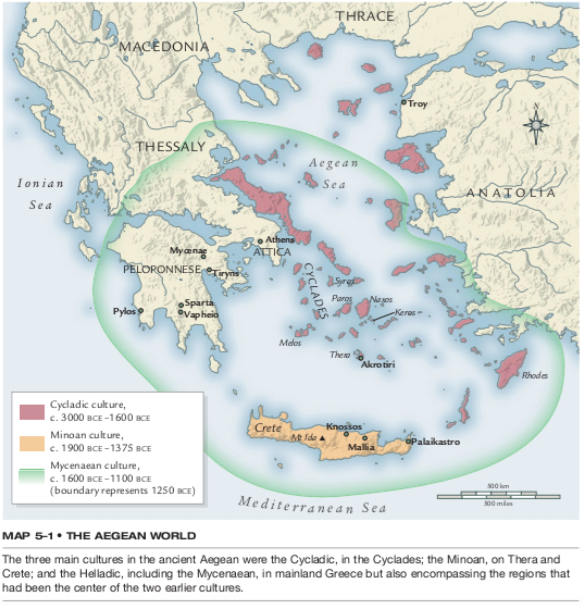 THRACE
MACEDONIA
Troy
THESSALY
Aegean
Sea
Ionian
Sea
ANATOLIA
Athens
ATTICA
Mycenae
PELOPONNESE
Tiryns
CYCLADES
Syros
Paros
Naxos
Keros
Sparta
Vapheio
Pylos
Melos
Thera
Akrotiri
Rhodes
Cycladic culture,
c. 3000 BCE–1600 BCE
Minoan culture,
c. 1900 BCE–1375 BCE
Mycenaean culture,
c. 1600 BCE–1100 BCE
(boundary represents 1250 BCE)
Crete
Knossos
Mt Ida
Mallia
Palaikastro
N
300 km
300 miles
Mediterranean Sea
MAP 5–1 • THE AEGEAN WORLD
The three main cultures in the ancient Aegean were the Cycladic, in the Cyclades; the Minoan, on Thera and
Crete; and the Helladic, including the Mycenaean, in mainland Greece but also encompassing the regions that
had been the center of the two earlier cultures.